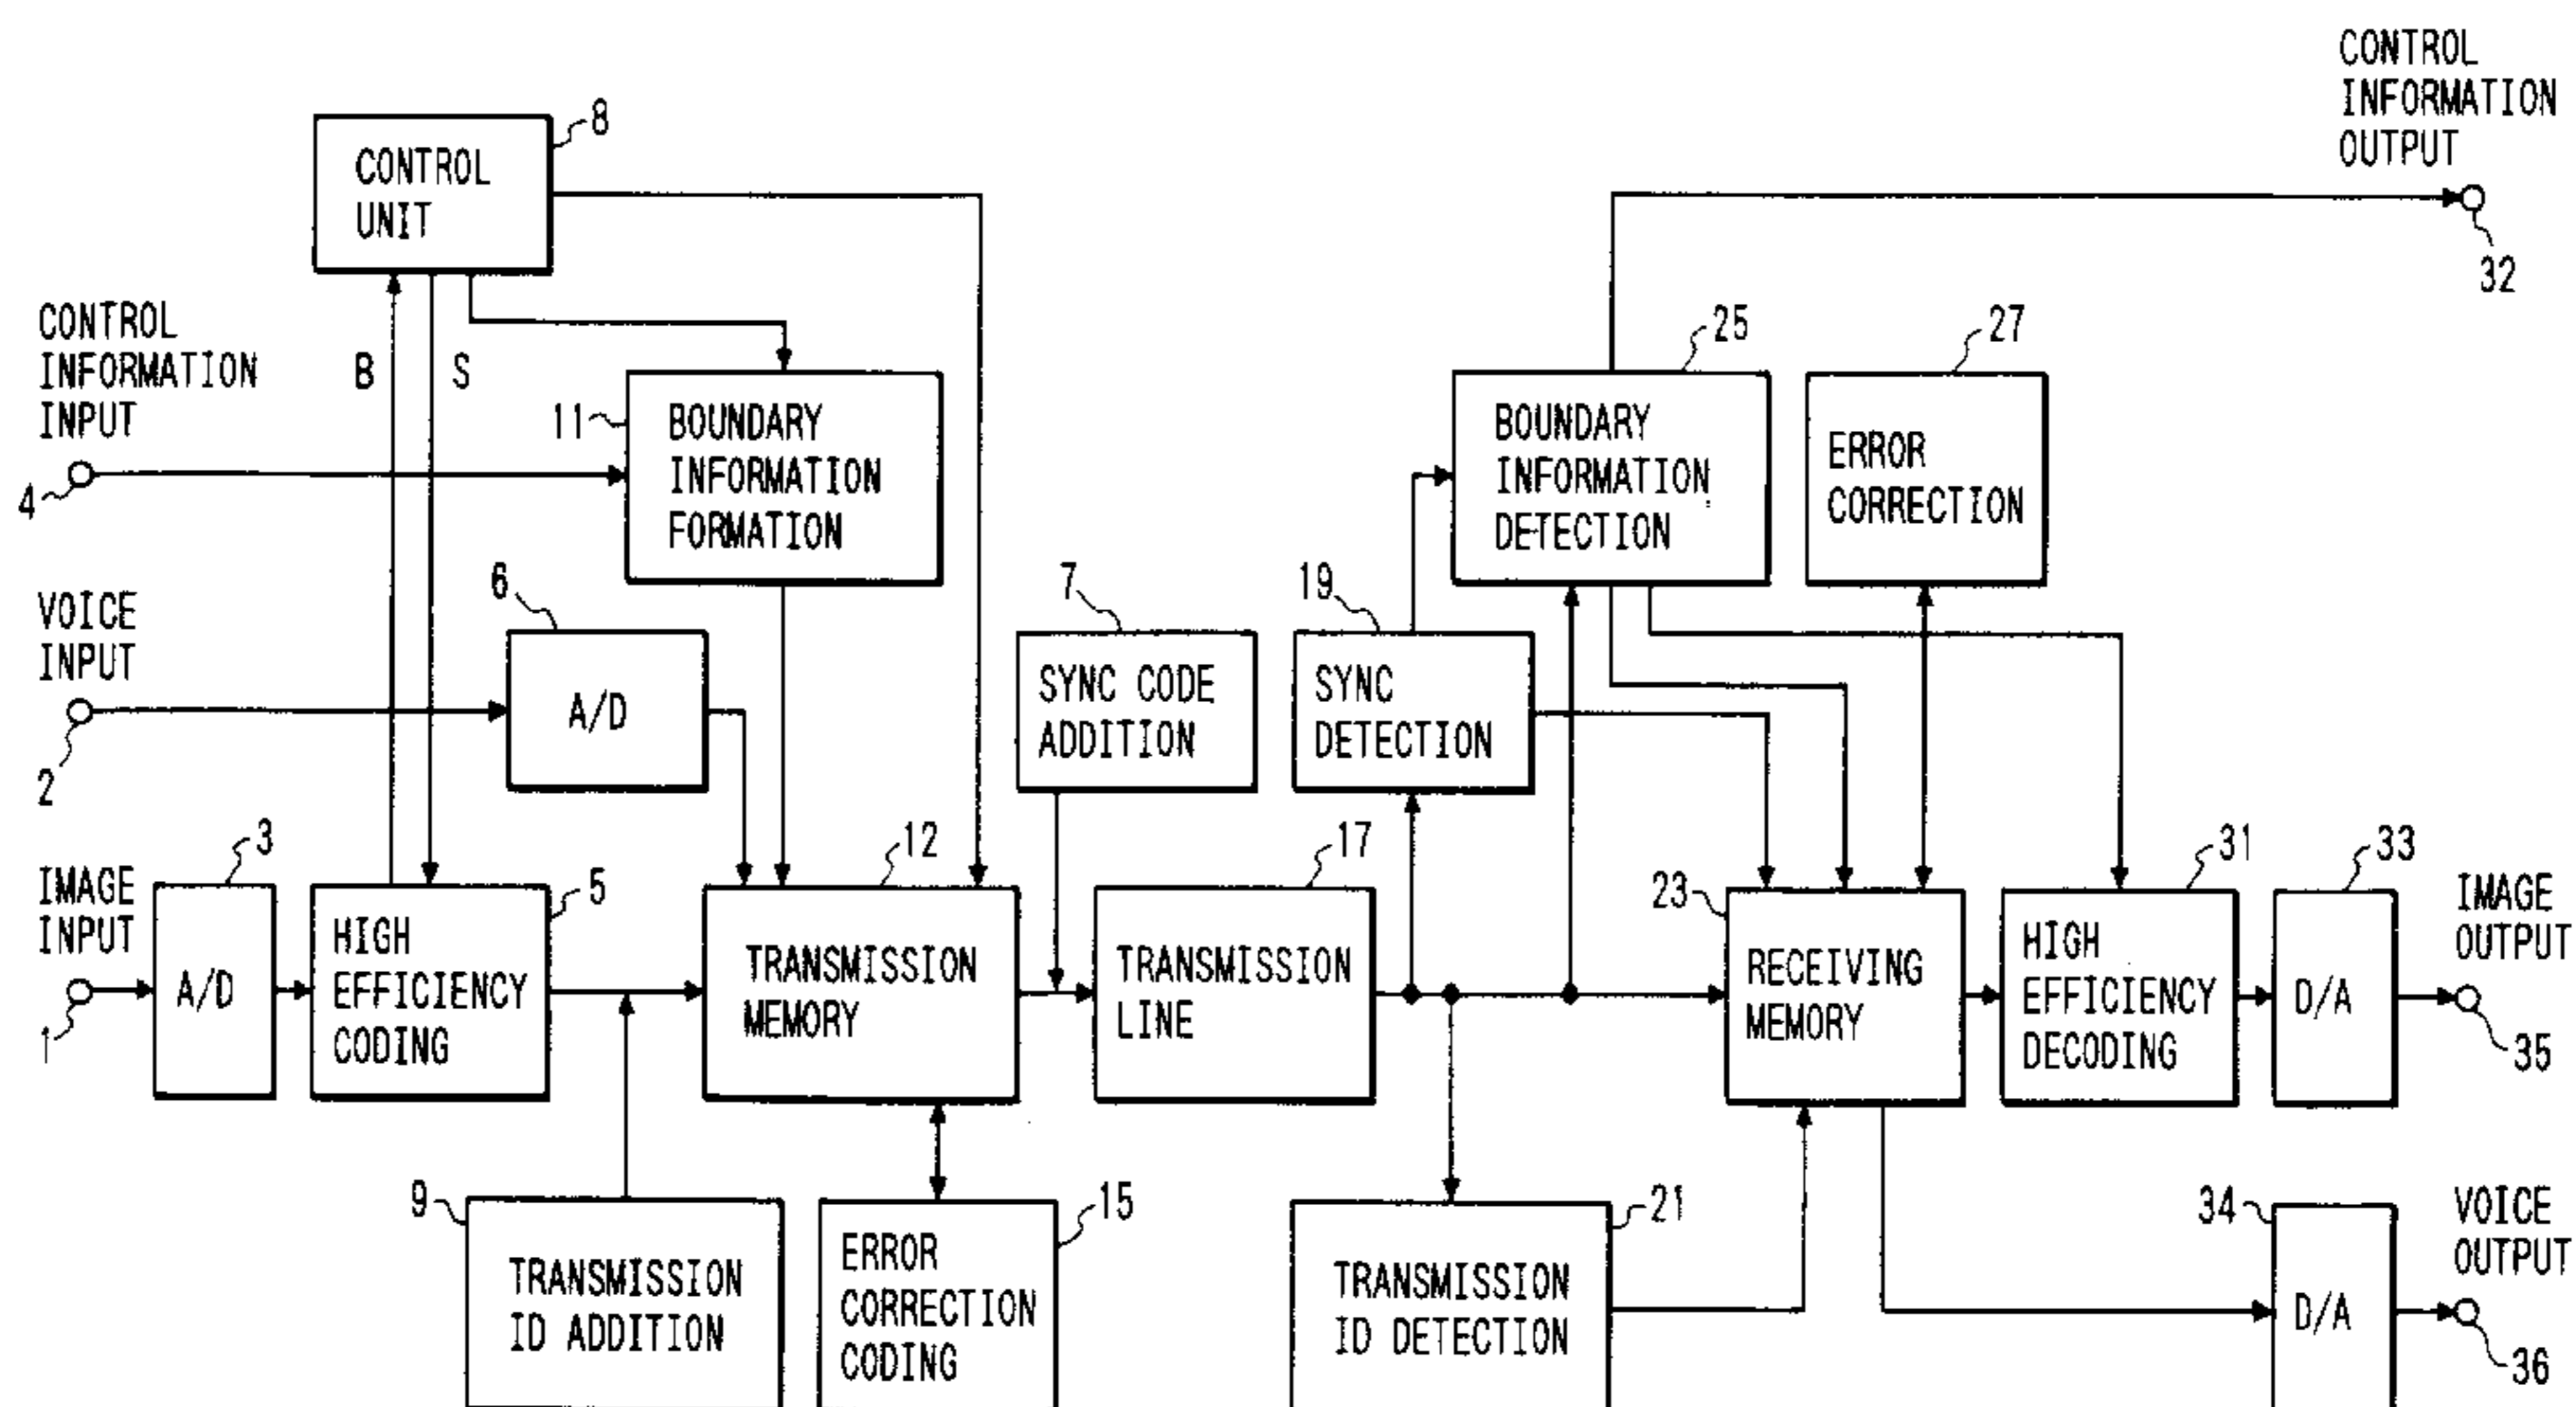 CONTROL
INFORMATION
OUTPUT
32
8
CONTROL
UNIT
CONTROL
INFORMATION
INPUT
4
B
S
11
BOUNDARY
INFORMATION
FORMATION
25
BOUNDARY
INFORMATION
DETECTION
27
ERROR
CORRECTION
VOICE
INPUT
2
6
A/D
7
SYNC CODE
ADDITION
19
SYNC
DETECTION
IMAGE
INPUT
1
3
A/D
5
HIGH
EFFICIENCY
CODING
12
TRANSMISSION
MEMORY
17
TRANSMISSION
LINE
23
RECEIVING
MEMORY
31
HIGH
EFFICIENCY
DECODING
33
D/A
IMAGE
OUTPUT
35
9
TRANSMISSION
ID ADDITION
15
ERROR
CORRECTION
CODING
21
TRANSMISSION
ID DETECTION
34
D/A
VOICE
OUTPUT
36